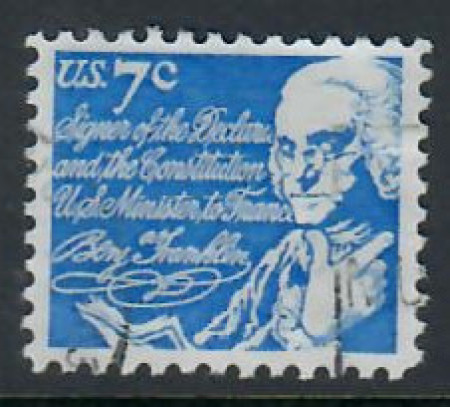 U.S. 7c
Signer of the Declara
and the Constitution
U.S. Minister to France
Benj Franklin